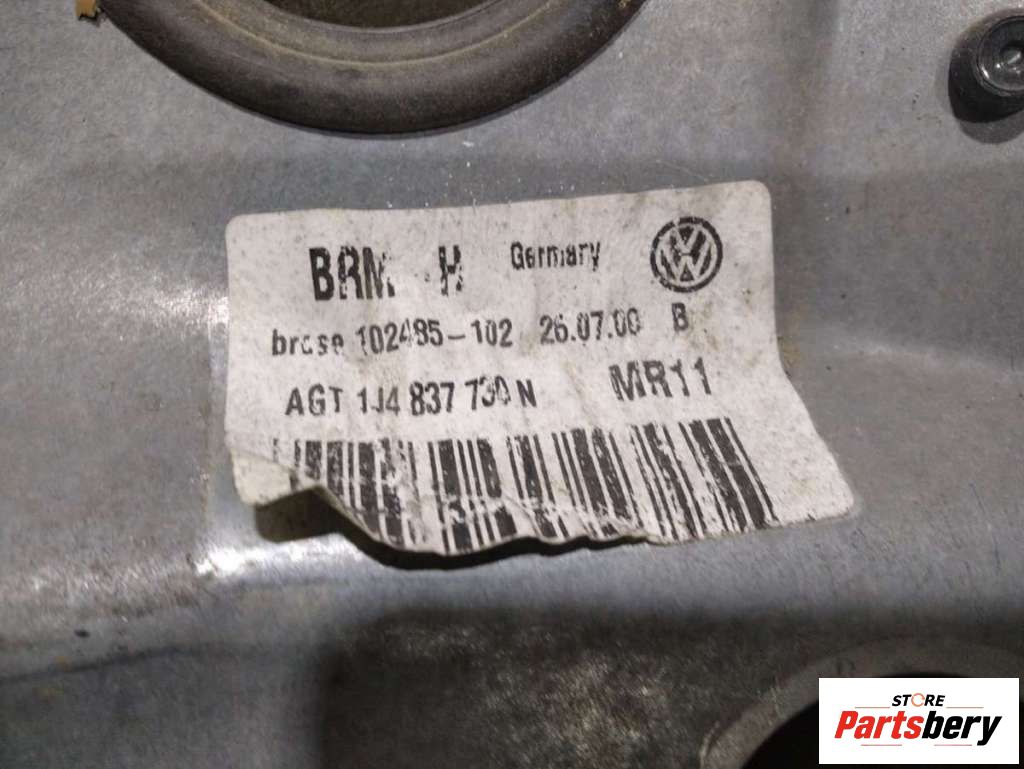 BRM H Germany
brose 102485-102 26.07.00 B
AGT 1J4 837 730 N MR11
STORE
Partsbery